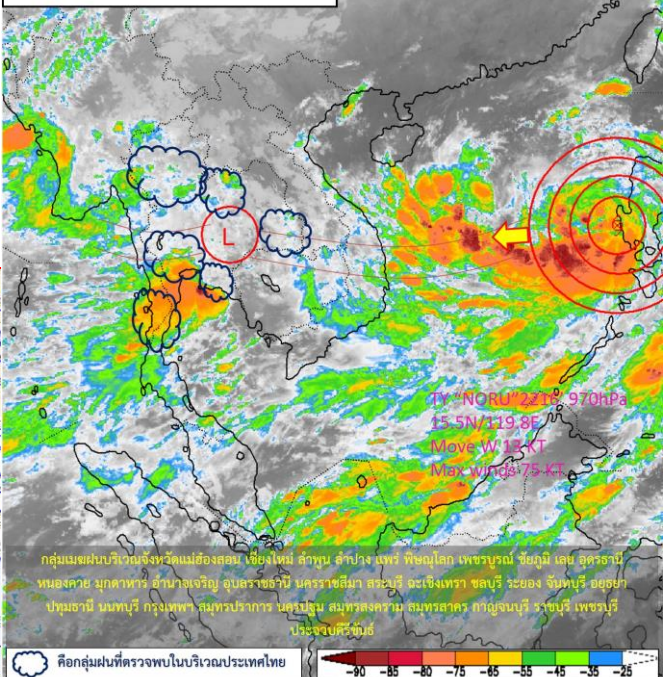 L
TY "NORU"2216, 970hPa
15.5N/119.8E
Move W 13 KT
Max winds 75 KT
กลุ่มเมฆฝนบริเวณจังหวัดแม่ฮ่องสอน เชียงใหม่ ลำพูน ลำปาง แพร่ พิษณุโลก เพชรบูรณ์ ชัยภูมิ เลย อุดรธานี
หนองคาย มุกดาหาร อำนาจเจริญ อุบลราชธานี นครราชสีมา สระบุรี ฉะเชิงเทรา ชลบุรี ระยอง จันทบุรี อยุธยา
ปทุมธานี นนทบุรี กรุงเทพฯ สมุทรปราการ นครปฐม สมุทรสงคราม สมุทรสาคร กาญจนบุรี ราชบุรี เพชรบุรี
ประจวบคีรีขันธ์
คือกลุ่มฝนที่ตรวจพบในบริเวณประเทศไทย
-90 -85 -80 -75 -65 -55 -45 -35 -25